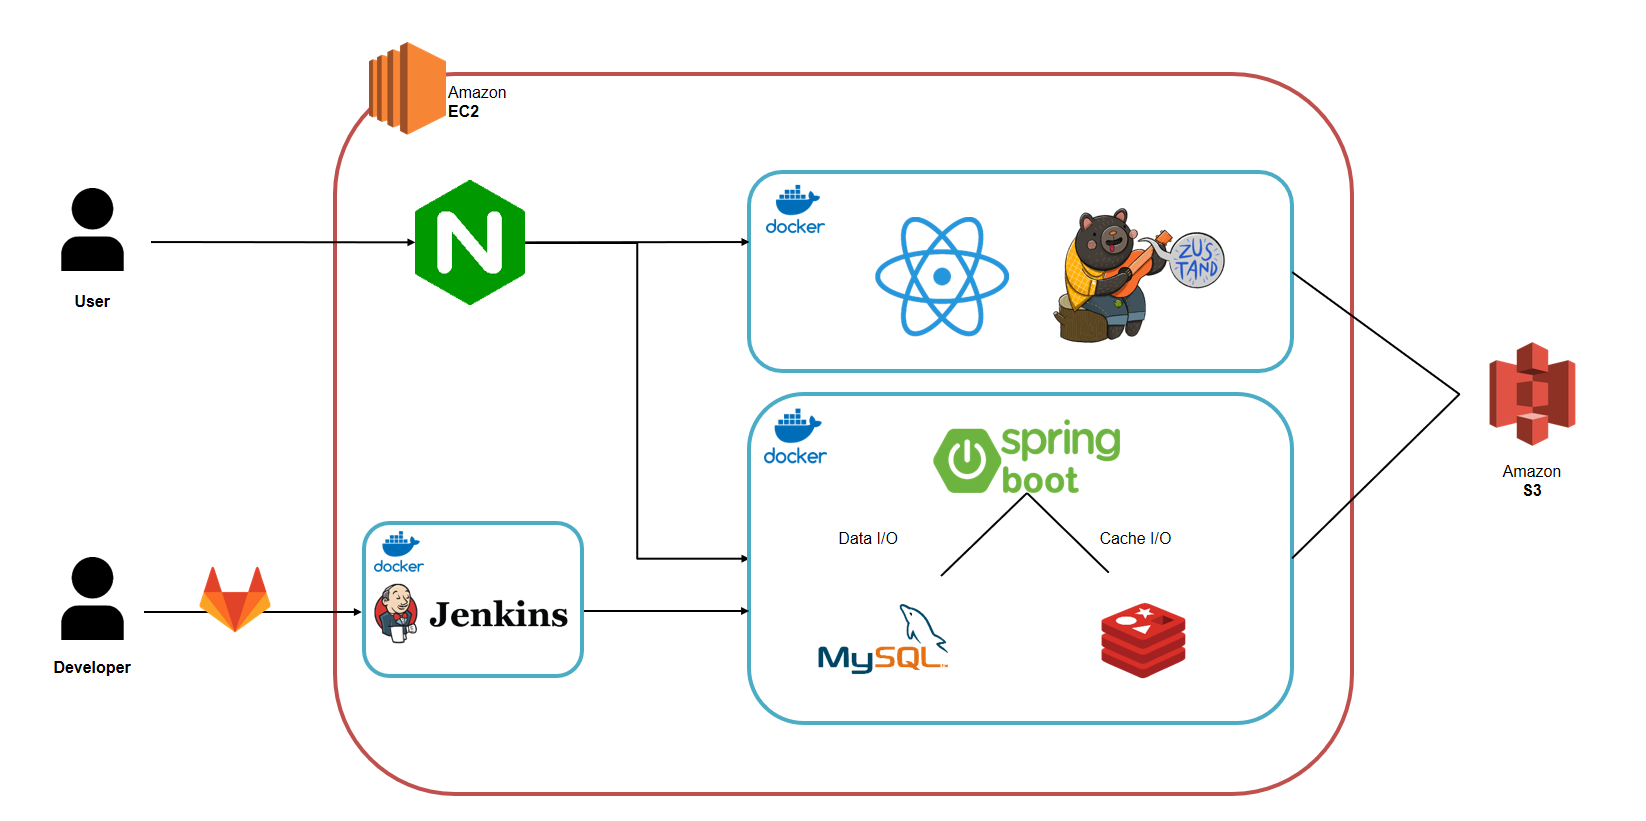 Amazon
EC2
User
docker
ZUS
TAND
docker
spring
boot
Data I/O
Cache I/O
MySQL
Amazon
S3
docker
Jenkins
Developer